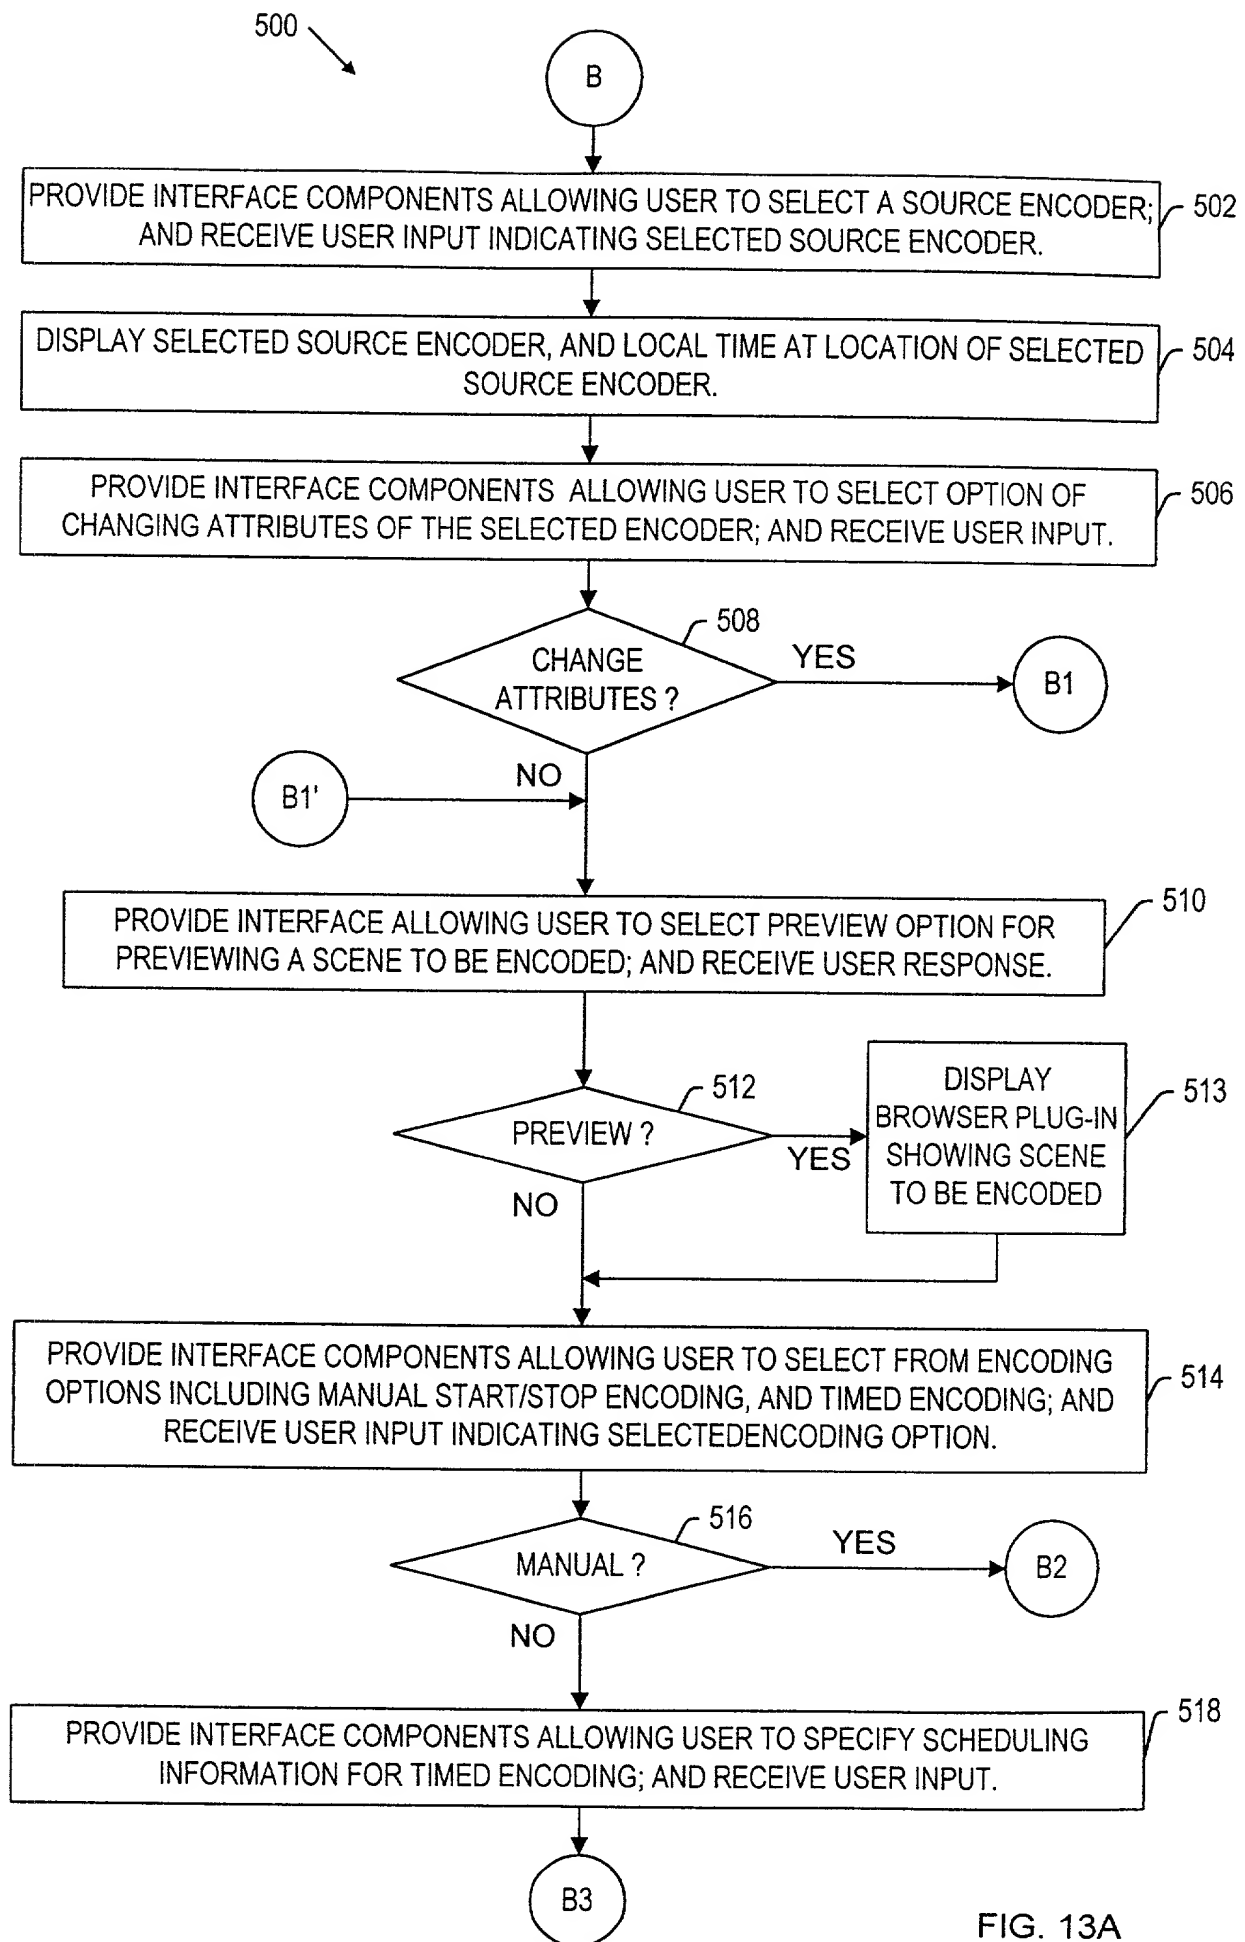 500
B
PROVIDE INTERFACE COMPONENTS ALLOWING USER TO SELECT A SOURCE ENCODER;
AND RECEIVE USER INPUT INDICATING SELECTED SOURCE ENCODER.
502
DISPLAY SELECTED SOURCE ENCODER, AND LOCAL TIME AT LOCATION OF SELECTED
SOURCE ENCODER.
504
PROVIDE INTERFACE COMPONENTS ALLOWING USER TO SELECT OPTION OF
CHANGING ATTRIBUTES OF THE SELECTED ENCODER; AND RECEIVE USER INPUT.
506
508
CHANGE
ATTRIBUTES ?
YES
B1
NO
B1'
PROVIDE INTERFACE ALLOWING USER TO SELECT PREVIEW OPTION FOR
PREVIEWING A SCENE TO BE ENCODED; AND RECEIVE USER RESPONSE.
510
512
PREVIEW ?
YES
DISPLAY
BROWSER PLUG-IN
SHOWING SCENE
TO BE ENCODED
513
NO
PROVIDE INTERFACE COMPONENTS ALLOWING USER TO SELECT FROM ENCODING
OPTIONS INCLUDING MANUAL START/STOP ENCODING, AND TIMED ENCODING; AND
RECEIVE USER INPUT INDICATING SELECTEDENCODING OPTION.
514
516
MANUAL ?
YES
B2
NO
PROVIDE INTERFACE COMPONENTS ALLOWING USER TO SPECIFY SCHEDULING
INFORMATION FOR TIMED ENCODING; AND RECEIVE USER INPUT.
518
B3
FIG. 13A